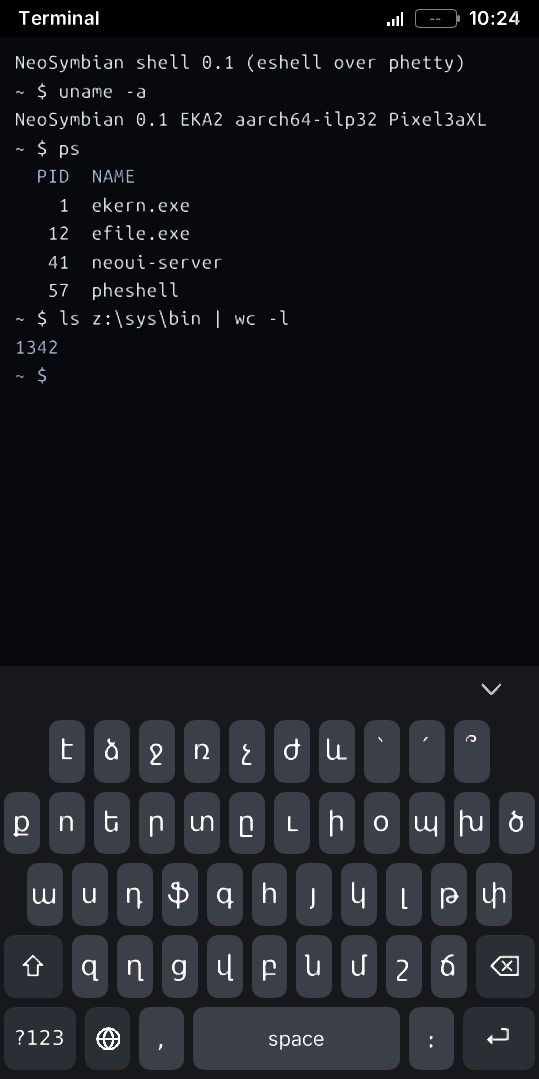 Terminal
-- 10:24
NeoSymbian shell 0.1 (eshell over phetty)
~ $ uname -a
NeoSymbian 0.1 EKA2 aarch64-ilp32 Pixel3aXL
~ $ ps
PID NAME
1 ekern.exe
12 efile.exe
41 neoui-server
57 pheshell
~ $ ls z:\sys\bin | wc -l
1342
~ $
է ձ ջ ռ չ ժ և ՝ ՛ ՞
ք ո ե ր տ ը ւ ի օ պ խ ծ
ա ս դ ֆ գ հ յ կ լ թ փ
զ ղ ց վ բ ն մ շ ճ
?123 , space :